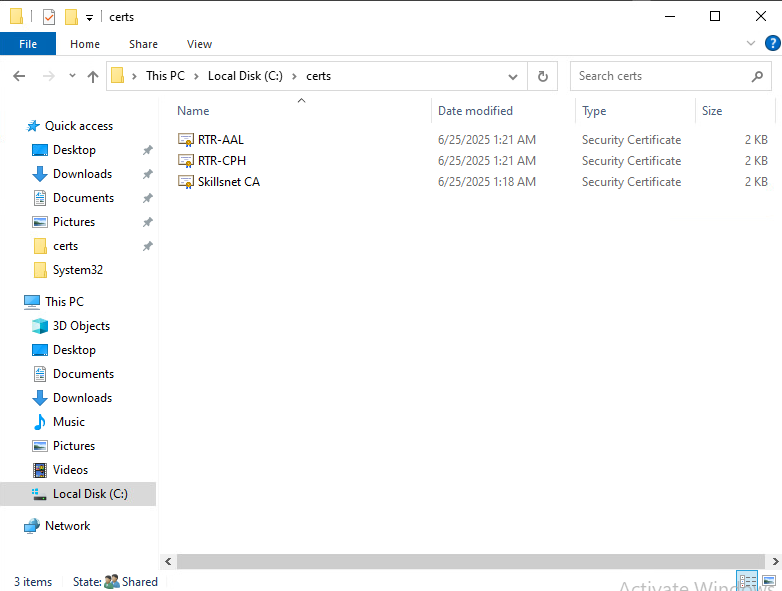 certs
File Home Share View
This PC Local Disk (C:) certs
Search certs
Name Date modified Type Size
Quick access
Desktop
Downloads
Documents
Pictures
certs
System32
This PC
3D Objects
Desktop
Documents
Downloads
Music
Pictures
Videos
Local Disk (C:)
Network
RTR-AAL 6/25/2025 1:21 AM Security Certificate 2 KB
RTR-CPH 6/25/2025 1:21 AM Security Certificate 2 KB
Skillsnet CA 6/25/2025 1:18 AM Security Certificate 2 KB
3 items State: Shared
Activate Windows